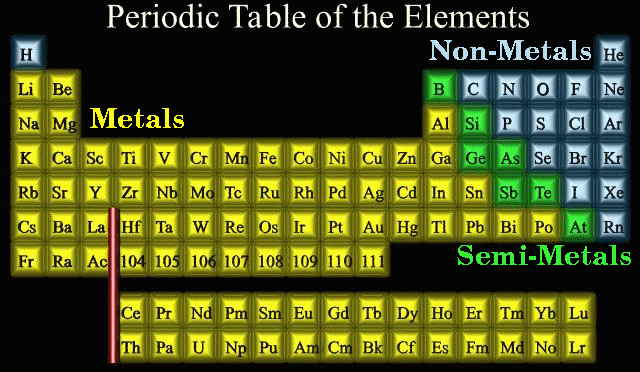 Periodic Table of the Elements
H Non-Metals He
Li Be B C N O F Ne
Na Mg Metals Al Si P S Cl Ar
K Ca Sc Ti V Cr Mn Fe Co Ni Cu Zn Ga Ge As Se Br Kr
Rb Sr Y Zr Nb Mo Tc Ru Rh Pd Ag Cd In Sn Sb Te I Xe
Cs Ba La Hf Ta W Re Os Ir Pt Au Hg Tl Pb Bi Po At Rn
Fr Ra Ac 104 105 106 107 108 109 110 111 Semi-Metals
Ce Pr Nd Pm Sm Eu Gd Tb Dy Ho Er Tm Yb Lu
Th Pa U Np Pu Am Cm Bk Cf Es Fm Md No Lr